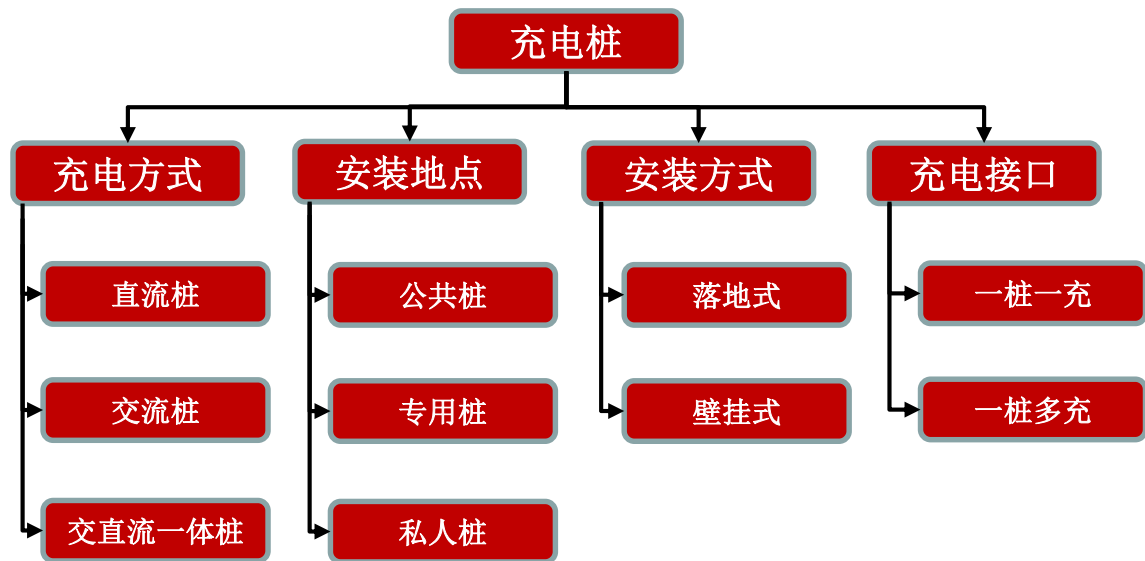 充电桩
充电方式
安装地点
安装方式
充电接口
直流桩
公共桩
落地式
一桩一充
交流桩
专用桩
壁挂式
一桩多充
交直流一体桩
私人桩